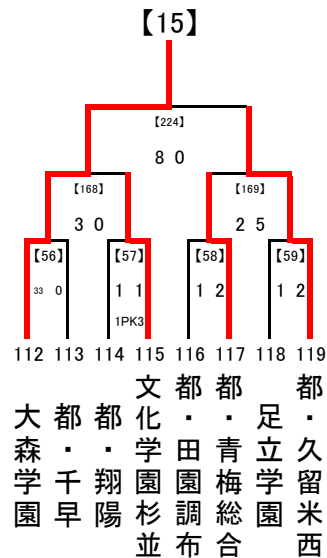 【15】
【224】
8 0
【168】 【169】
3 0 2 5
【56】 【57】 【58】 【59】
33 0 1 1 1 2 1 2
1PK3
112 113 114 115 116 117 118 119
大森学園
都・千早
都・翔陽
文化学園杉並
都・田園調布
都・青梅総合
足立学園
都・久留米西